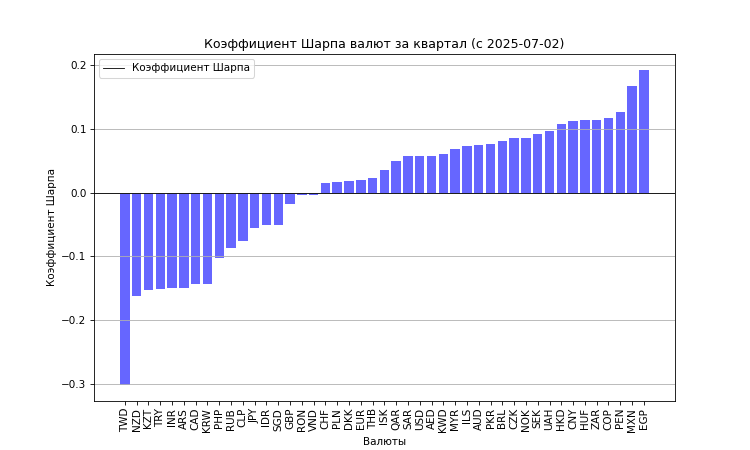 Коэффициент Шарпа валют за квартал (с 2025-07-02)
Коэффициент Шарпа
Коэффициент Шарпа
0.2
0.1
0.0
−0.1
−0.2
−0.3
TWD
NZD
KZT
TRY
INR
ARS
CAD
KRW
PHP
RUB
CLP
JPY
IDR
SGD
GBP
RON
VND
CHF
PLN
DKK
EUR
THB
ISK
QAR
SAR
USD
AED
KWD
MYR
ILS
AUD
PKR
BRL
CZK
NOK
SEK
UAH
HKD
CNY
HUF
ZAR
COP
PEN
MXN
EGP
Валюты